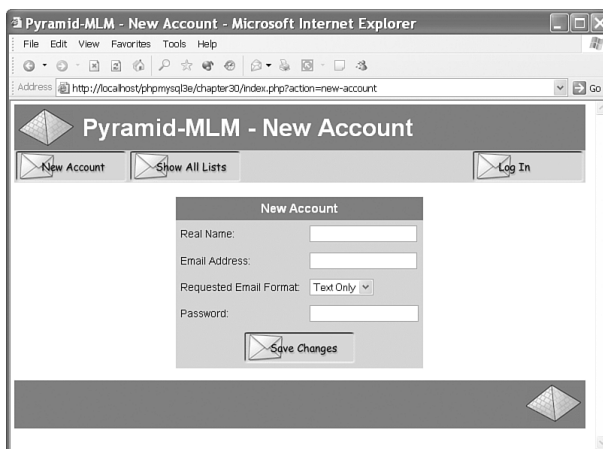 Pyramid-MLM - New Account - Microsoft Internet Explorer
File Edit View Favorites Tools Help
Address http://localhost/phpmysql3e/chapter30/index.php?action=new-account Go
Pyramid-MLM - New Account
New Account Show All Lists Log In
New Account
Real Name:
Email Address:
Requested Email Format: Text Only
Password:
Save Changes